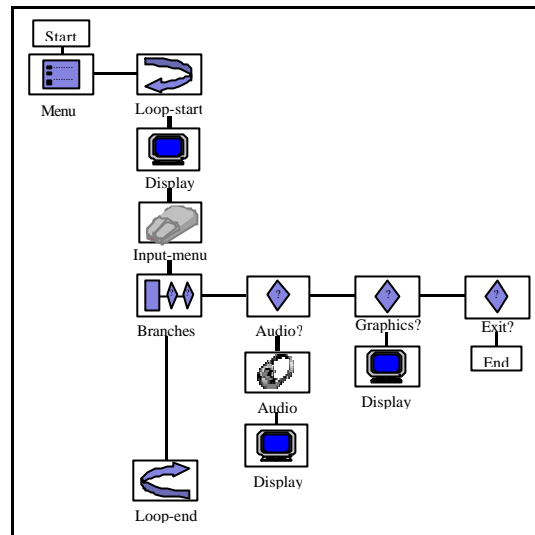 Start
Menu
Loop-start
Display
Input-menu
Branches
?
?
Audio?
?
Graphics?
?
Exit?
?
?
End
Audio
Display
Display
Loop-end